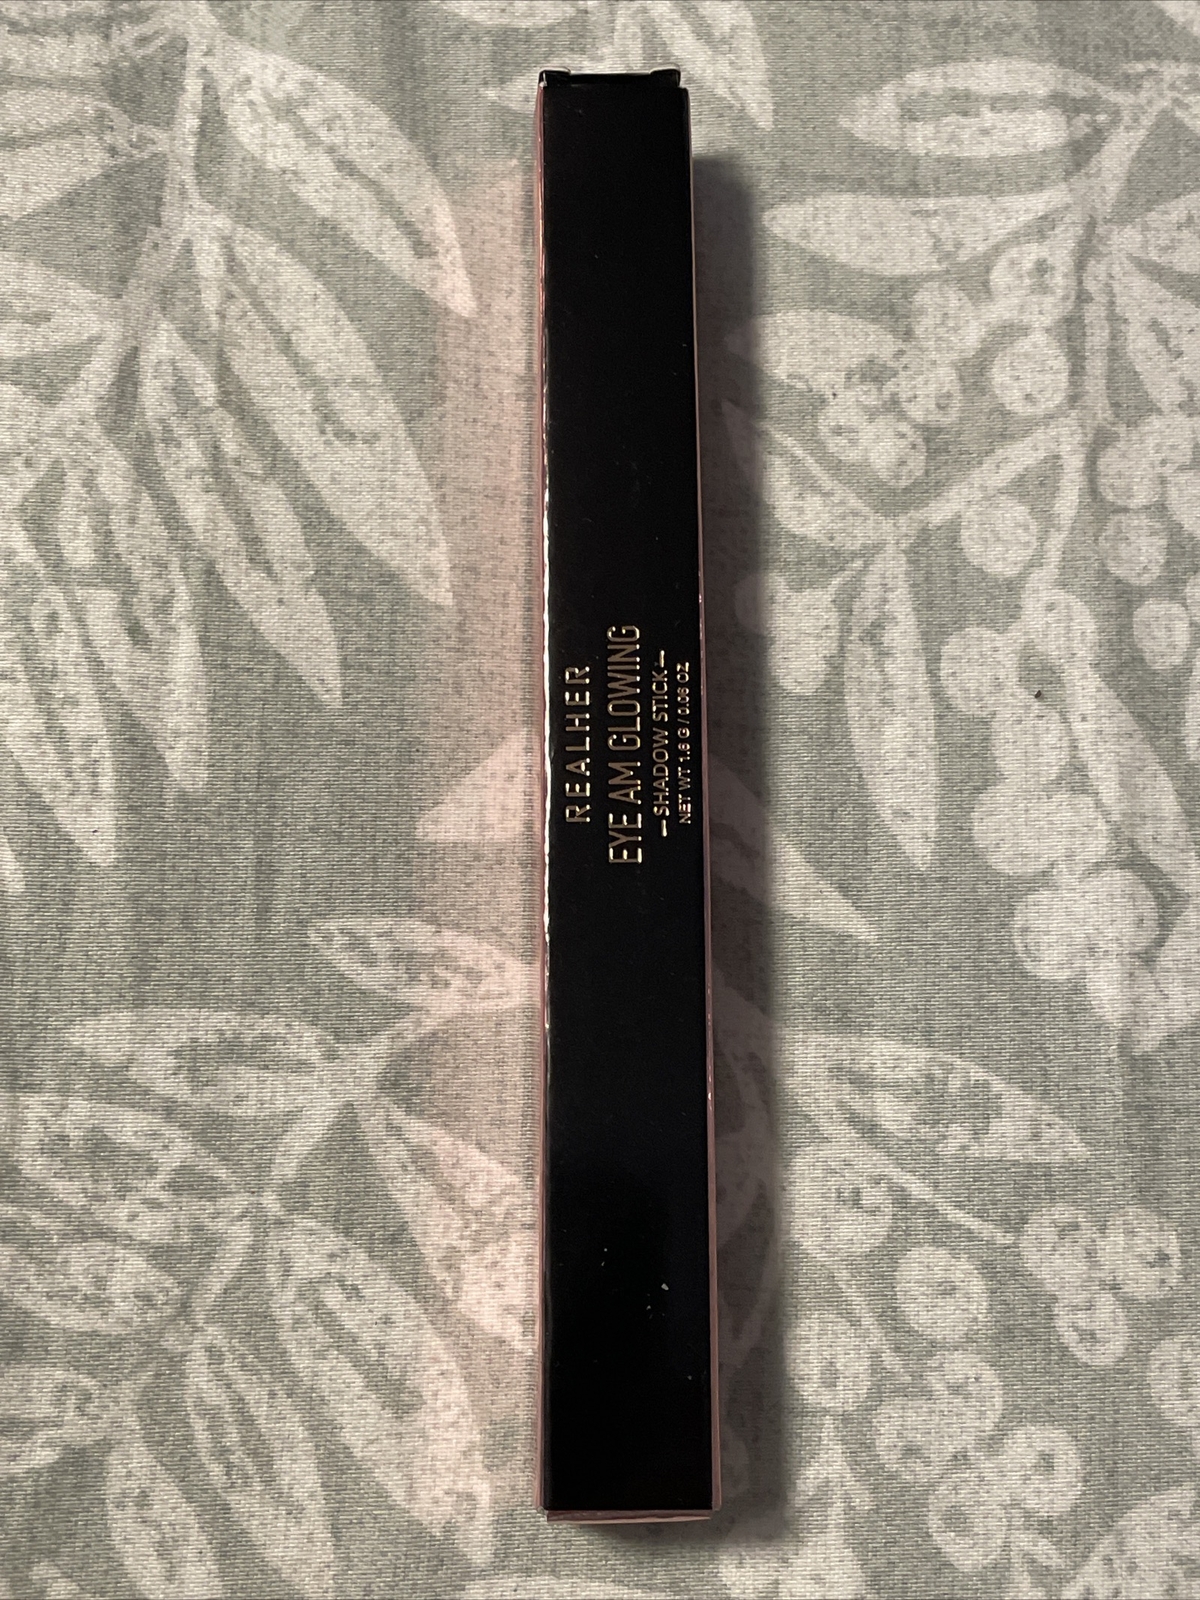 REALHER
EYE AM GLOWING
— SHADOW STICK —
NET WT 1.6 G / 0.06 OZ